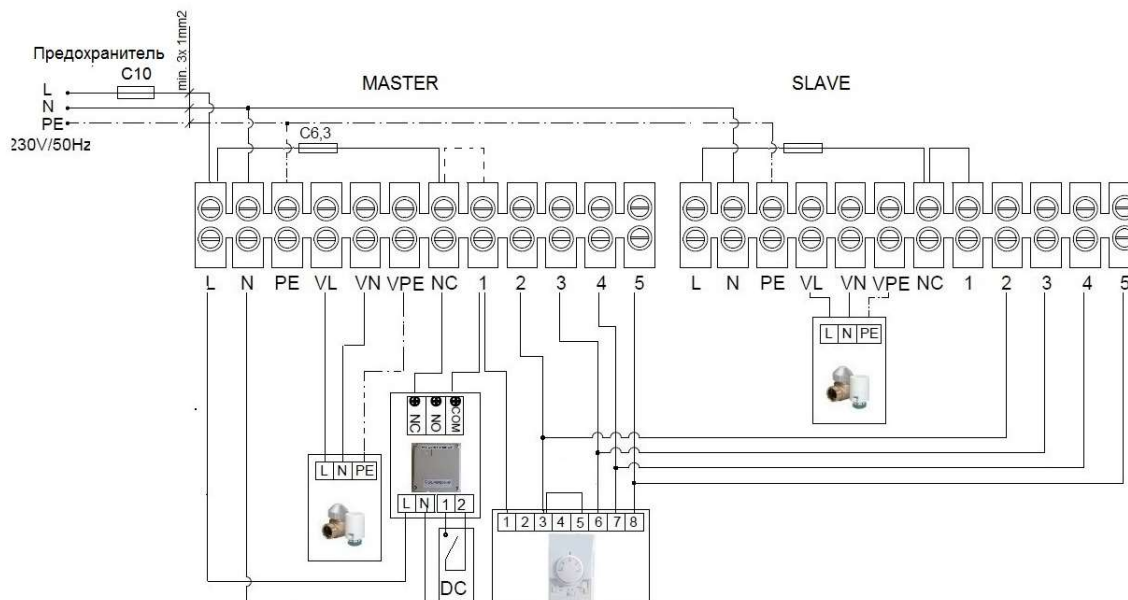 Предохранитель
C10
min. 3x 1mm2
L
N
PE
230V/50Hz
MASTER
SLAVE
C6,3
L N PE VL VN VPE NC 1 2 3 4 5
L N PE VL VN VPE NC 1 2 3 4 5
L N PE
NC NO COM
L N PE
L N 1 2
1 2 3 4 5 6 7 8
DC